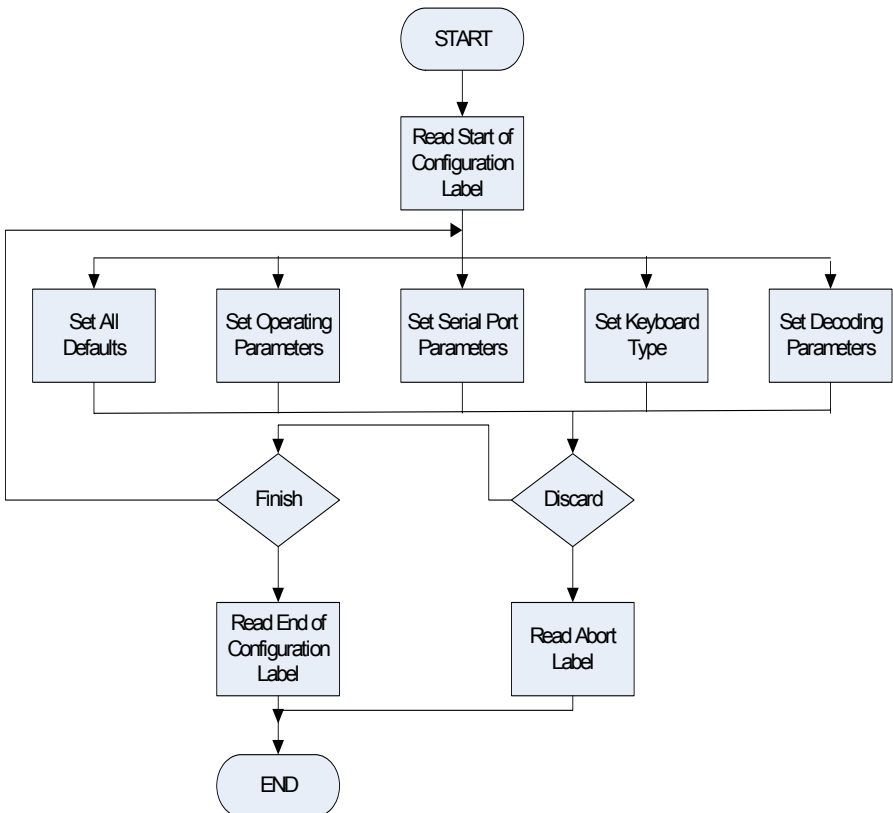 START
Read Start of
Configuration
Label
Set All
Defaults
Set Operating
Parameters
Set Serial Port
Parameters
Set Keyboard
Type
Set Decoding
Parameters
Finish
Discard
Read End of
Configuration
Label
Read Abort
Label
END